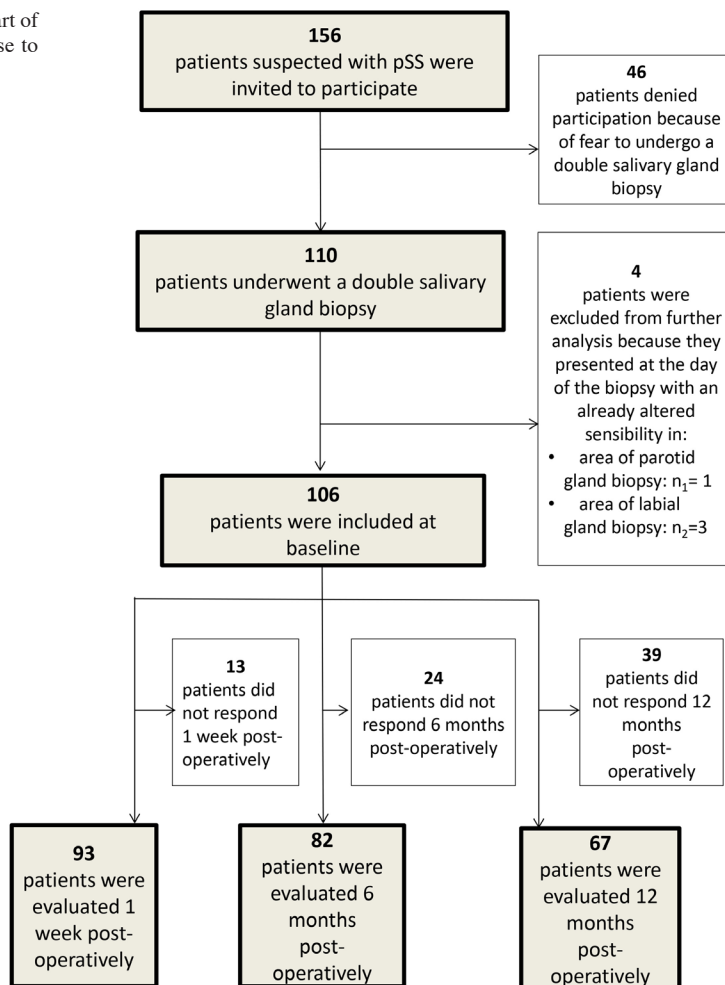 art of
se to
156
patients suspected with pSS were
invited to participate
46
patients denied
participation because
of fear to undergo a
double salivary gland
biopsy
110
patients underwent a double salivary
gland biopsy
4
patients were
excluded from further
analysis because they
presented at the day
of the biopsy with an
already altered
sensibility in:
• area of parotid
gland biopsy: n₁= 1
• area of labial
gland biopsy: n₂=3
106
patients were included at
baseline
13
patients did
not respond
1 week post-
operatively
24
patients did not
respond 6 months
post-operatively
39
patients did
not respond 12
months
post-
operatively
93
patients were
evaluated 1
week post-
operatively
82
patients were
evaluated 6
months
post-
operatively
67
patients were
evaluated 12
months
post-
operatively